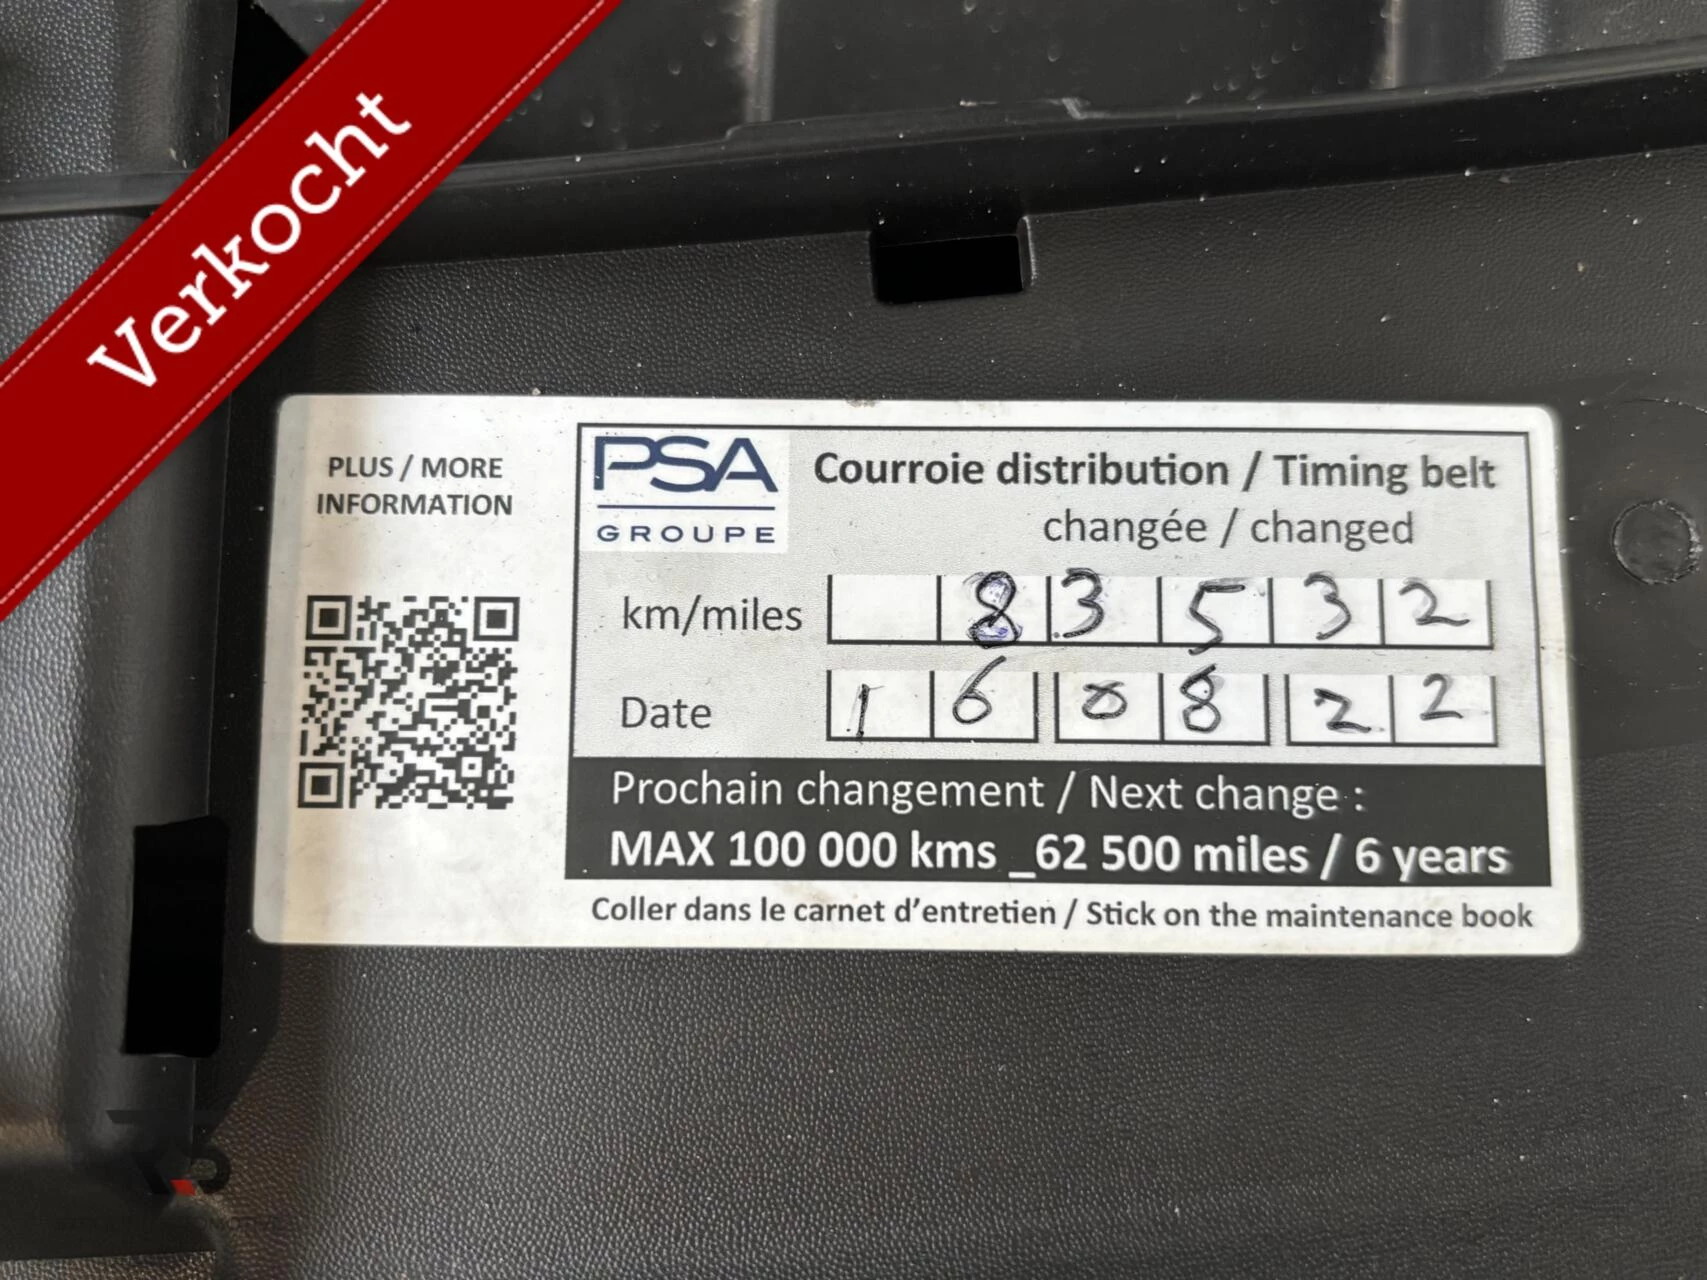 Verkocht
PLUS / MORE
INFORMATION
PSA
GROUPE
Courroie distribution / Timing belt
changée / changed
km/miles 83532
Date 16 08 22
Prochain changement / Next change :
MAX 100 000 kms _62 500 miles / 6 years
Coller dans le carnet d’entretien / Stick on the maintenance book